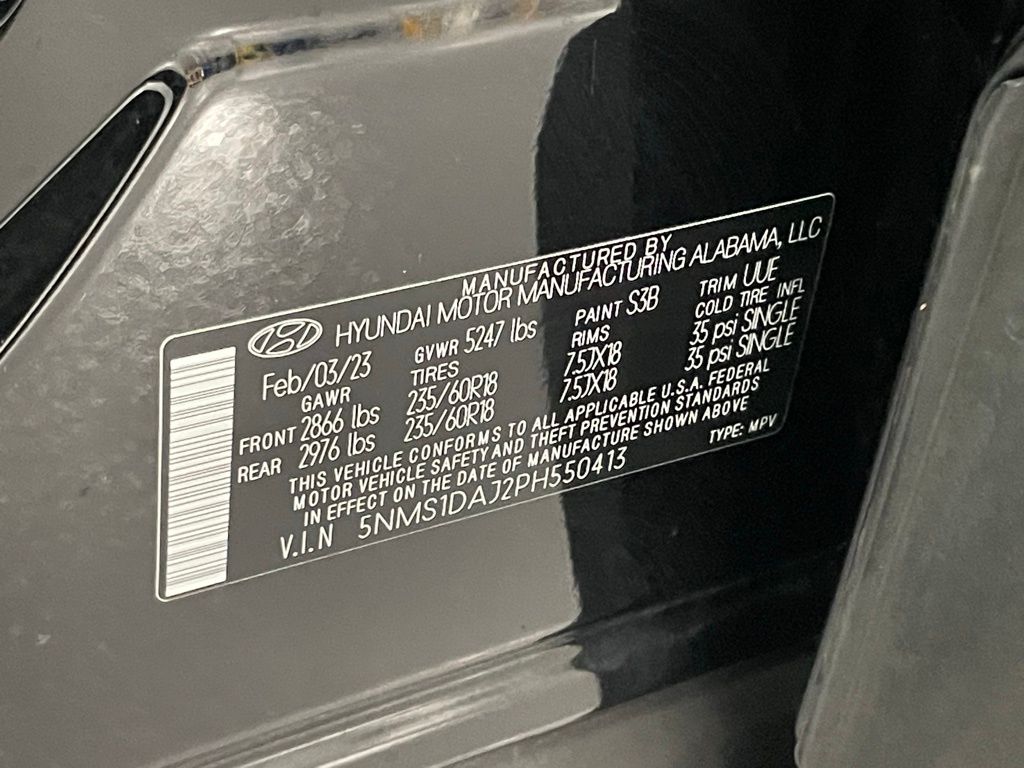 MANUFACTURED BY
HYUNDAI MOTOR MANUFACTURING ALABAMA, LLC
Feb/03/23 GVWR 5247 lbs PAINT S3B TRIM UUE
GAWR TIRES RIMS COLD TIRE INFL
FRONT 2866 lbs 235/60R18 7.5JX18 35 psi SINGLE
REAR 2976 lbs 235/60R18 7.5JX18 35 psi SINGLE
THIS VEHICLE CONFORMS TO ALL APPLICABLE U.S.A. FEDERAL
MOTOR VEHICLE SAFETY AND THEFT PREVENTION STANDARDS
IN EFFECT ON THE DATE OF MANUFACTURE SHOWN ABOVE
V.I.N 5NMS1DAJ2PH550413 TYPE: MPV